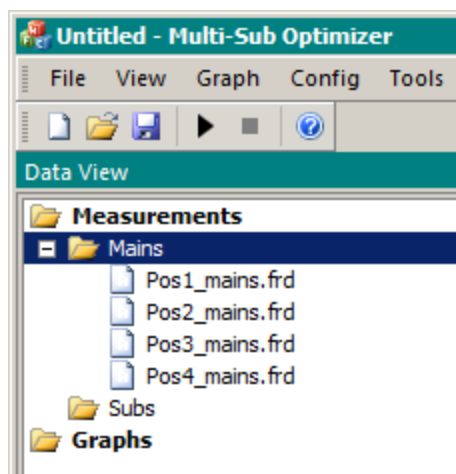 Untitled - Multi-Sub Optimizer
File View Graph Config Tools
Data View
Measurements
Mains
Pos1_mains.frd
Pos2_mains.frd
Pos3_mains.frd
Pos4_mains.frd
Subs
Graphs